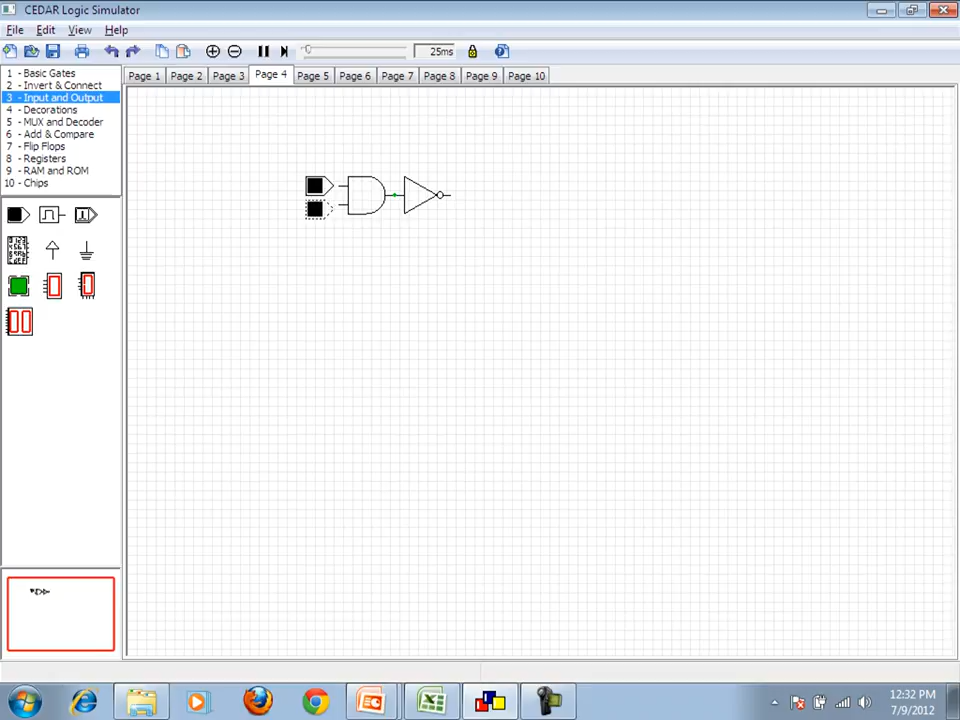 CEDAR Logic Simulator
File Edit View Help
25ms
1 - Basic Gates
2 - Invert & Connect
3 - Input and Output
4 - Decorations
5 - MUX and Decoder
6 - Add & Compare
7 - Flip Flops
8 - Registers
9 - RAM and ROM
10 - Chips
Page 1 Page 2 Page 3 Page 4 Page 5 Page 6 Page 7 Page 8 Page 9 Page 10
12:32 PM
7/9/2012